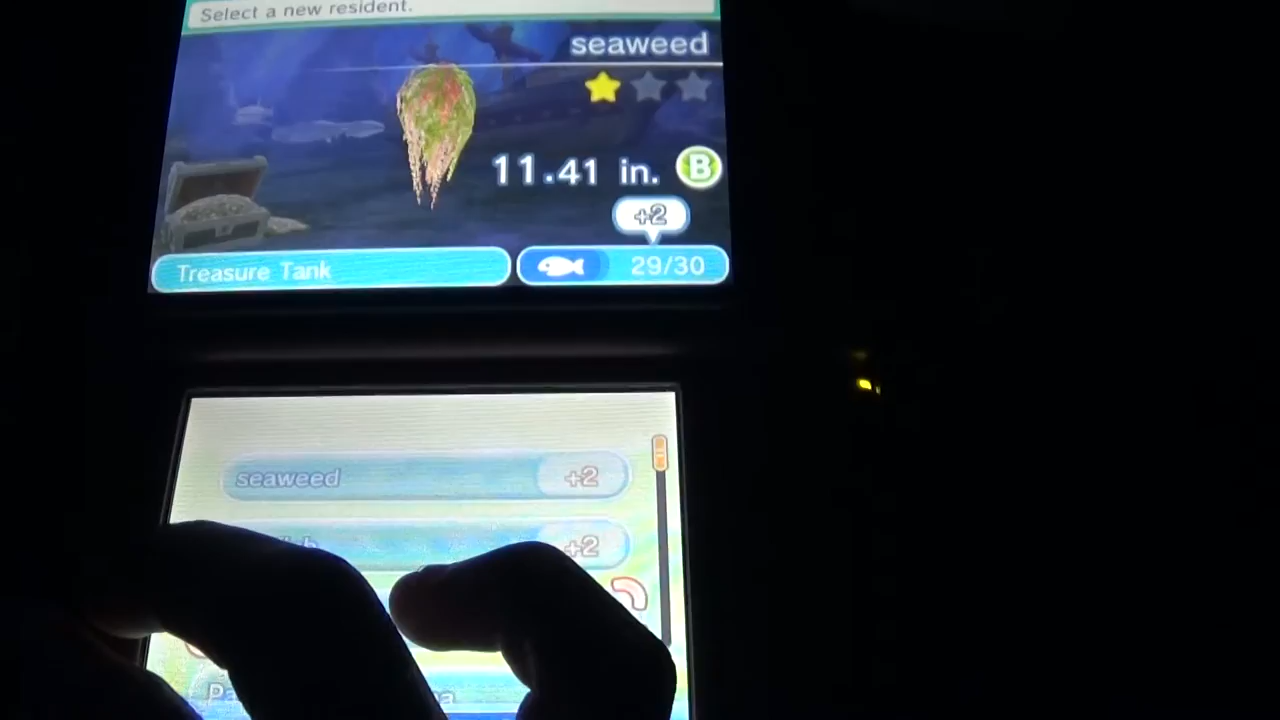 Select a new resident.
seaweed
11.41 in. B
+2
Treasure Tank
29/30
seaweed +2
+2